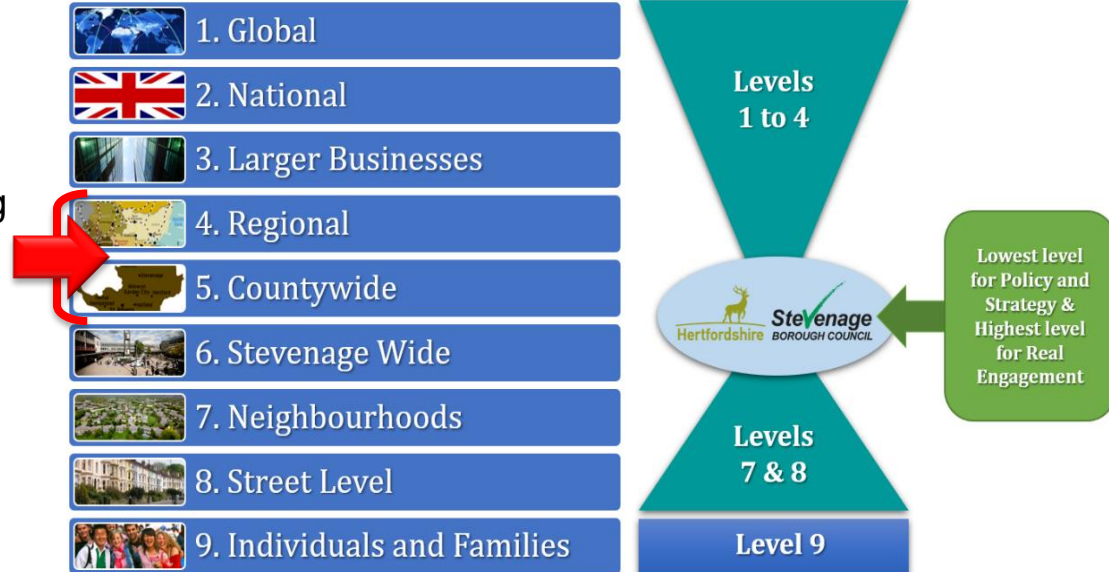 1. Global
2. National
3. Larger Businesses
g
4. Regional
5. Countywide
6. Stevenage Wide
7. Neighbourhoods
8. Street Level
9. Individuals and Families
Levels
1 to 4
Hertfordshire
Stevenage
BOROUGH COUNCIL
Levels
7 & 8
Level 9
Lowest level
for Policy and
Strategy &
Highest level
for Real
Engagement